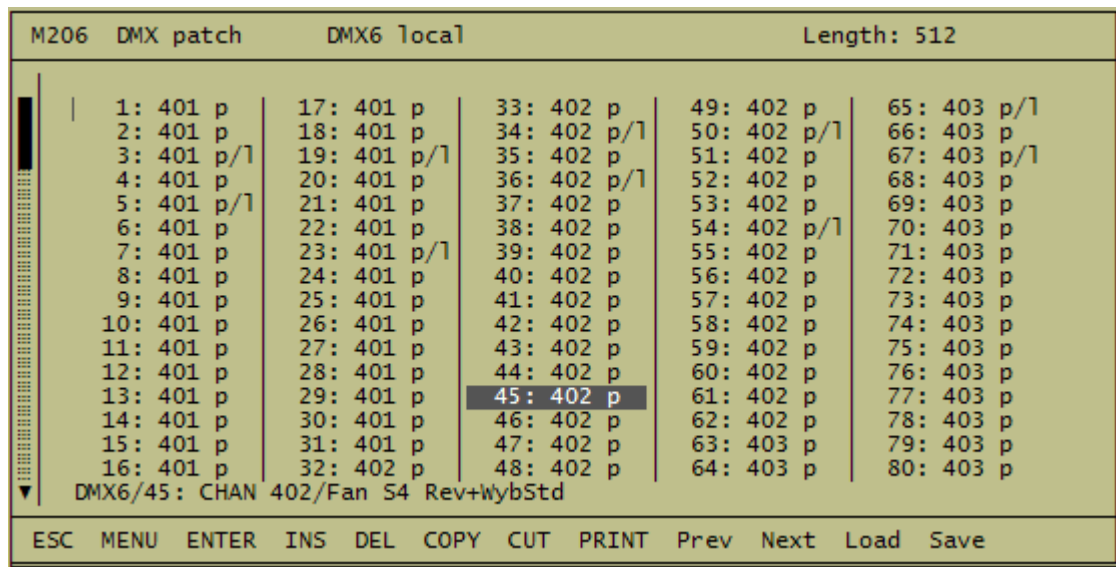 M206 DMX patch DMX6 local Length: 512
1: 401 p 17: 401 p 33: 402 p 49: 402 p 65: 403 p/l
2: 401 p 18: 401 p 34: 402 p/l 50: 402 p/l 66: 403 p
3: 401 p/l 19: 401 p/l 35: 402 p 51: 402 p 67: 403 p/l
4: 401 p 20: 401 p 36: 402 p/l 52: 402 p 68: 403 p
5: 401 p/l 21: 401 p 37: 402 p 53: 402 p 69: 403 p
6: 401 p 22: 401 p 38: 402 p 54: 402 p/l 70: 403 p
7: 401 p 23: 401 p/l 39: 402 p 55: 402 p 71: 403 p
8: 401 p 24: 401 p 40: 402 p 56: 402 p 72: 403 p
9: 401 p 25: 401 p 41: 402 p 57: 402 p 73: 403 p
10: 401 p 26: 401 p 42: 402 p 58: 402 p 74: 403 p
11: 401 p 27: 401 p 43: 402 p 59: 402 p 75: 403 p
12: 401 p 28: 401 p 44: 402 p 60: 402 p 76: 403 p
13: 401 p 29: 401 p 45: 402 p 61: 402 p 77: 403 p
14: 401 p 30: 401 p 46: 402 p 62: 402 p 78: 403 p
15: 401 p 31: 401 p 47: 402 p 63: 403 p 79: 403 p
16: 401 p 32: 402 p 48: 402 p 64: 403 p 80: 403 p
DMX6/45: CHAN 402/Fan S4 Rev+WybStd
ESC MENU ENTER INS DEL COPY CUT PRINT Prev Next Load Save